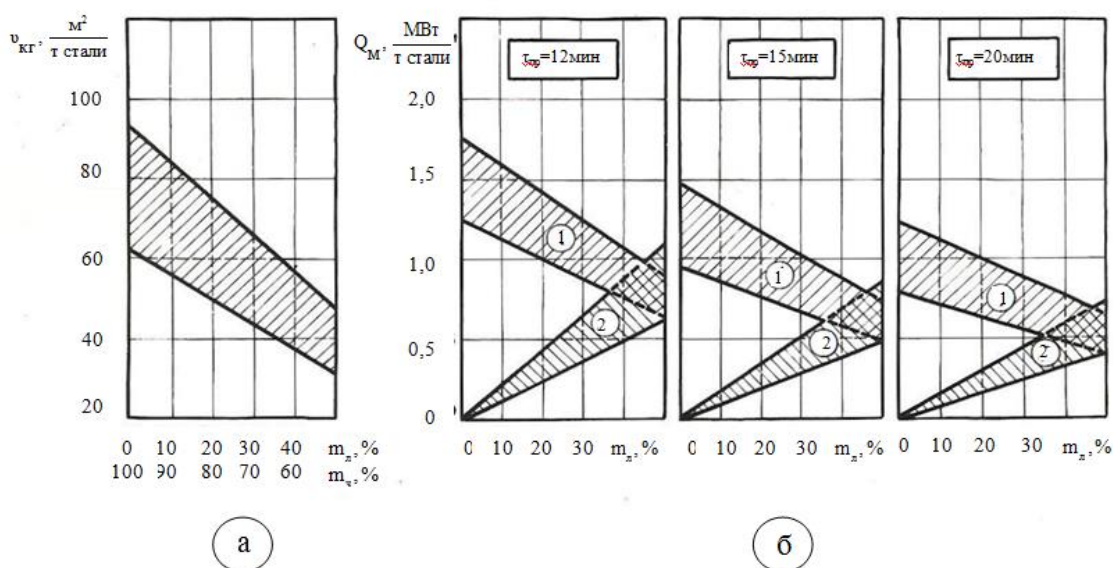 υкг, м²/т стали
100
80
60
40
20
0 10 20 30 40 mл,%
100 90 80 70 60 mч,%
а
Qм, МВт/т стали
2,0
1,5
1,0
0,5
0
τпр=12мин
1
2
0 10 20 30 mл,%
τпр=15мин
1
2
0 10 20 30 mл,%
τпр=20мин
1
2
0 10 20 30 mл,%
б